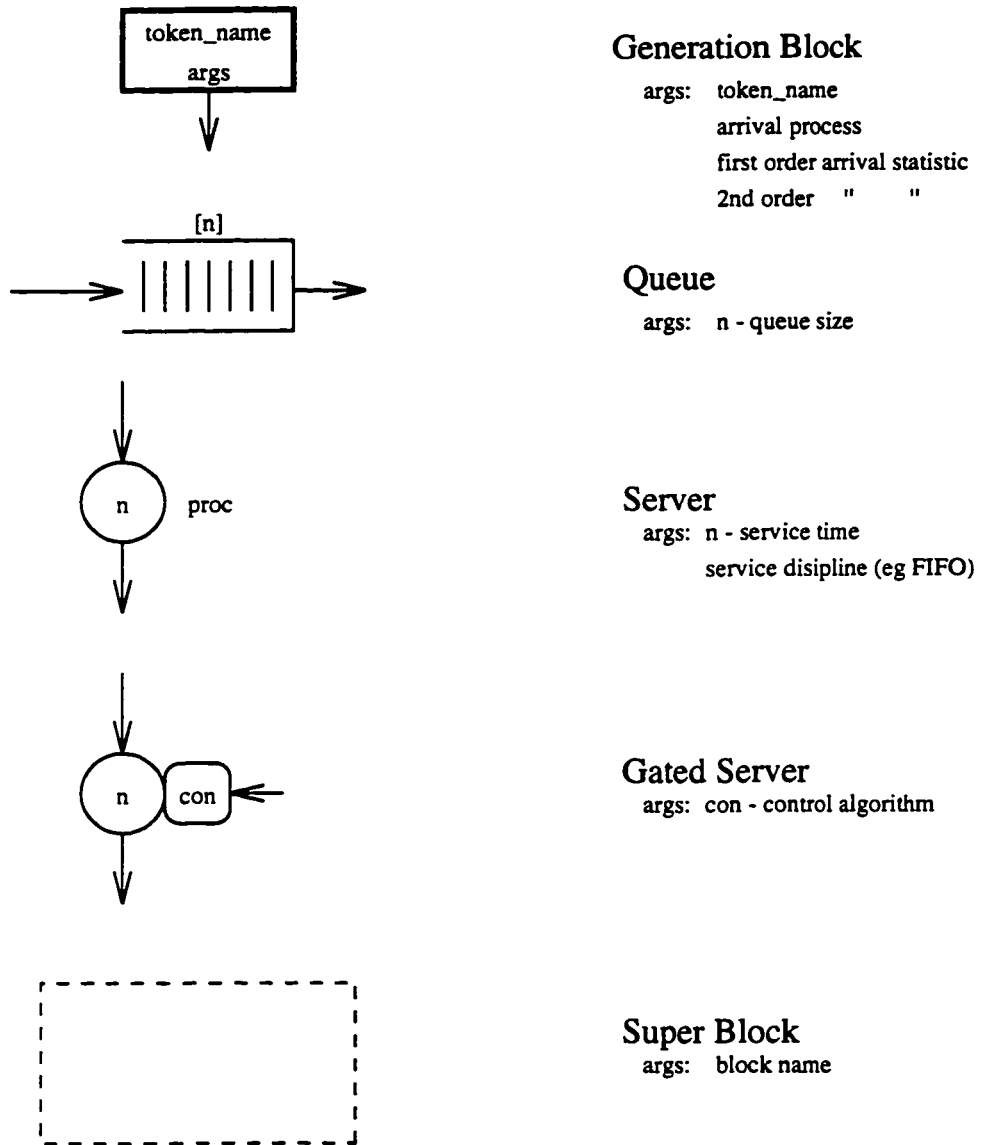 token_name
args
Generation Block
args: token_name
arrival process
first order arrival statistic
2nd order " "
[n]
Queue
args: n - queue size
n proc
Server
args: n - service time
service disipline (eg FIFO)
n con
Gated Server
args: con - control algorithm
Super Block
args: block name